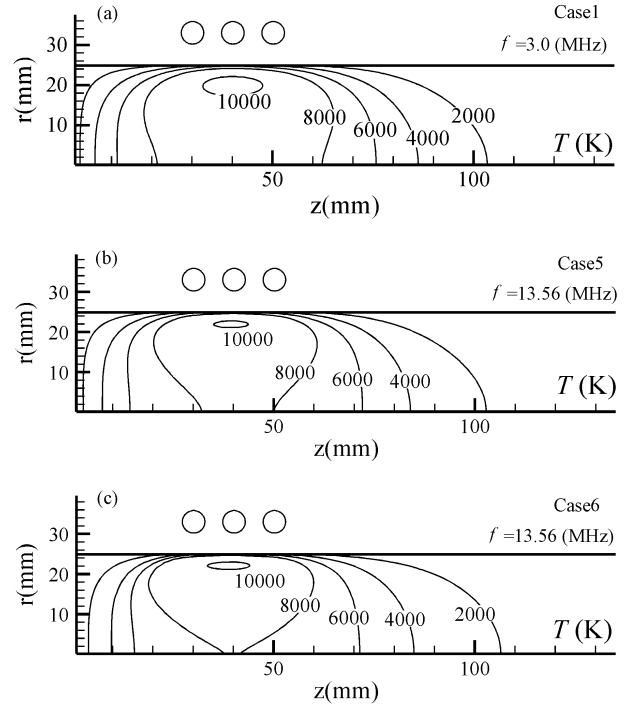 (a)
Case1
f =3.0 (MHz)
30
20
10
r(mm)
10000
8000
6000
4000
2000
T (K)
50
100
z(mm)
(b)
Case5
f =13.56 (MHz)
30
20
10
r(mm)
10000
8000
6000
4000
T (K)
50
100
z(mm)
(c)
Case6
f =13.56 (MHz)
30
20
10
r(mm)
10000
8000
6000
4000
2000
T (K)
50
100
z(mm)